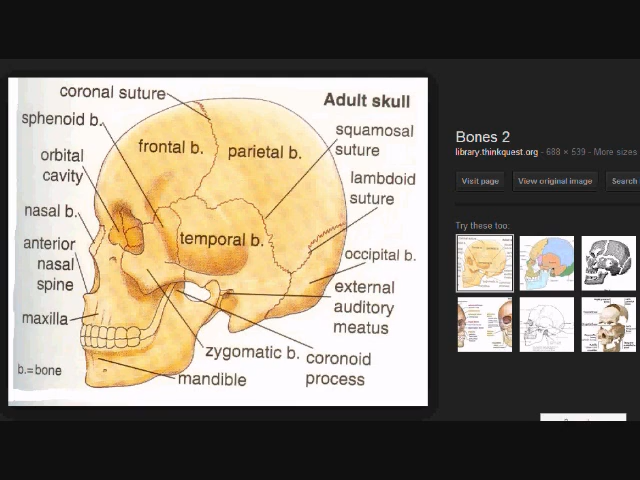 coronal suture
Adult skull
sphenoid b.
frontal b.
parietal b.
squamosal
suture
orbital
cavity
lambdoid
suture
nasal b.
anterior
nasal
spine
temporal b.
occipital b.
external
auditory
meatus
maxilla
zygomatic b.
coronoid
process
mandible
b.=bone
Bones 2
library.thinkquest.org - 688 × 539 - More sizes
Visit page
View original image
Search
Try these too: